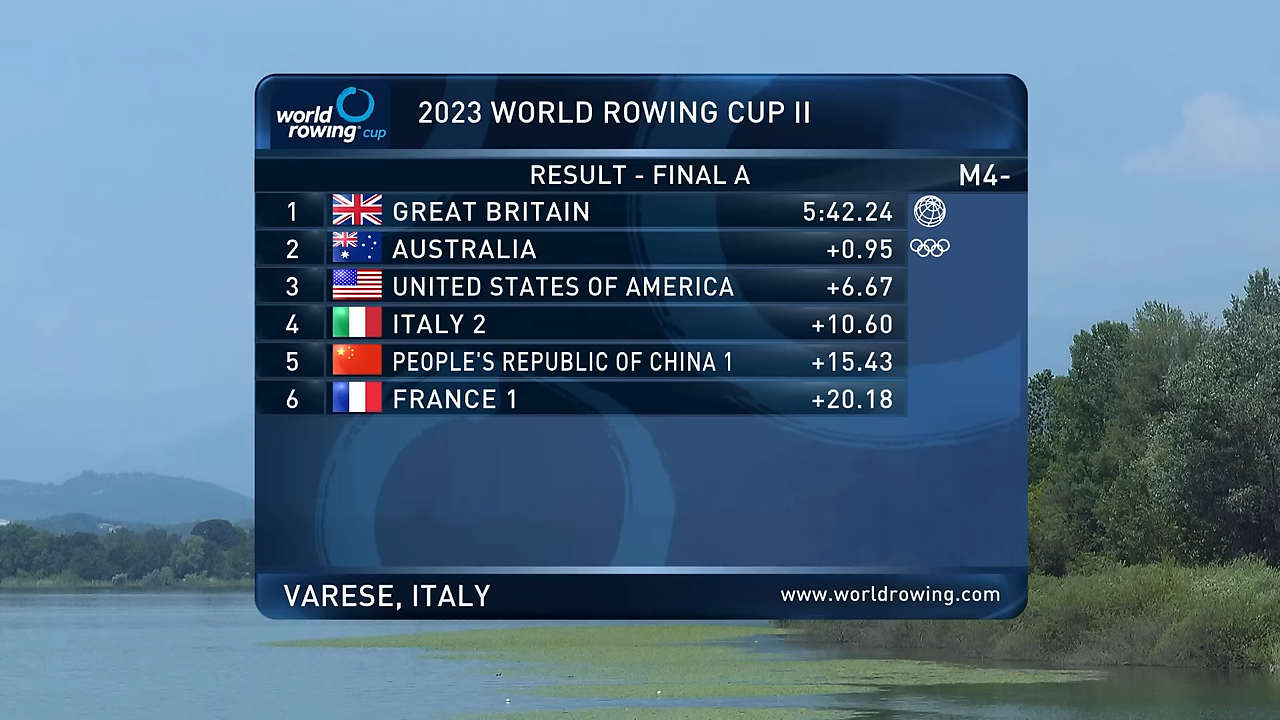 world rowing cup
2023 WORLD ROWING CUP II
RESULT - FINAL A M4-
1 GREAT BRITAIN 5:42.24
2 AUSTRALIA +0.95
3 UNITED STATES OF AMERICA +6.67
4 ITALY 2 +10.60
5 PEOPLE'S REPUBLIC OF CHINA 1 +15.43
6 FRANCE 1 +20.18
VARESE, ITALY www.worldrowing.com